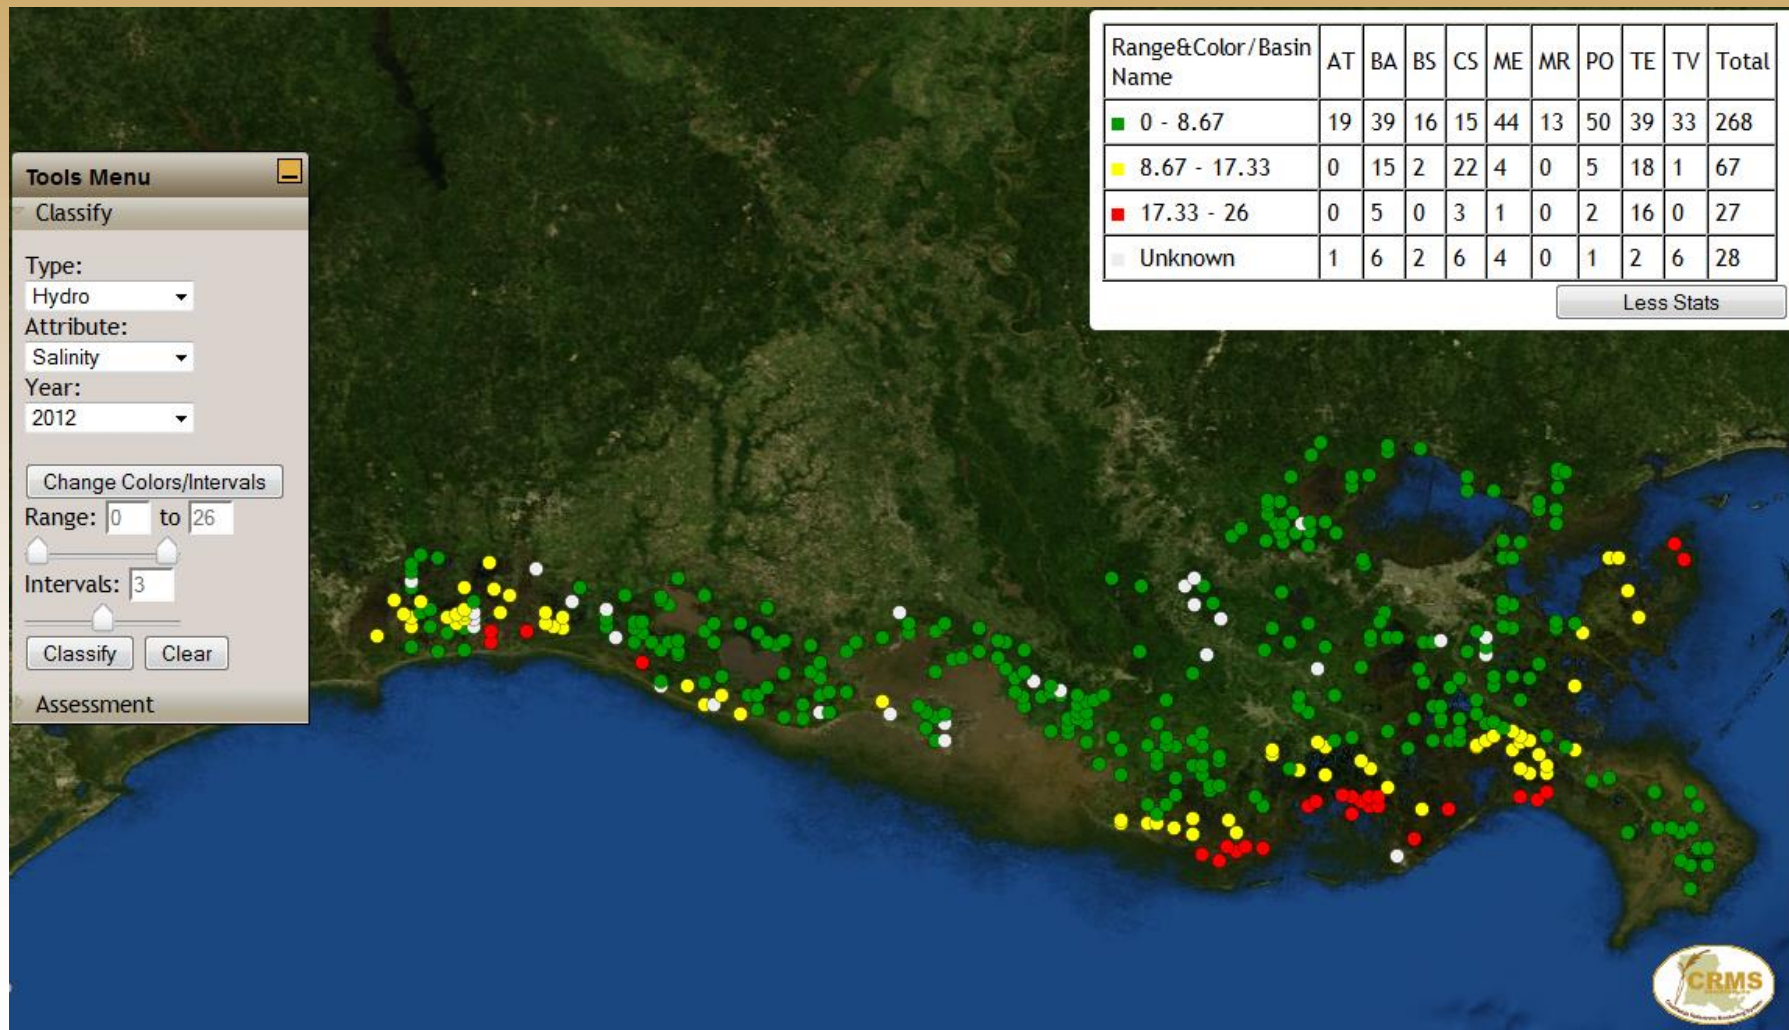 Range&Color/Basin Name AT BA BS CS ME MR PO TE TV Total
0 - 8.67 19 39 16 15 44 13 50 39 33 268
8.67 - 17.33 0 15 2 22 4 0 5 18 1 67
17.33 - 26 0 5 0 3 1 0 2 16 0 27
Unknown 1 6 2 6 4 0 1 2 6 28
Less Stats
Tools Menu
Classify
Type:
Hydro
Attribute:
Salinity
Year:
2012
Change Colors/Intervals
Range: 0 to 26
Intervals: 3
Classify Clear
Assessment
CRMS